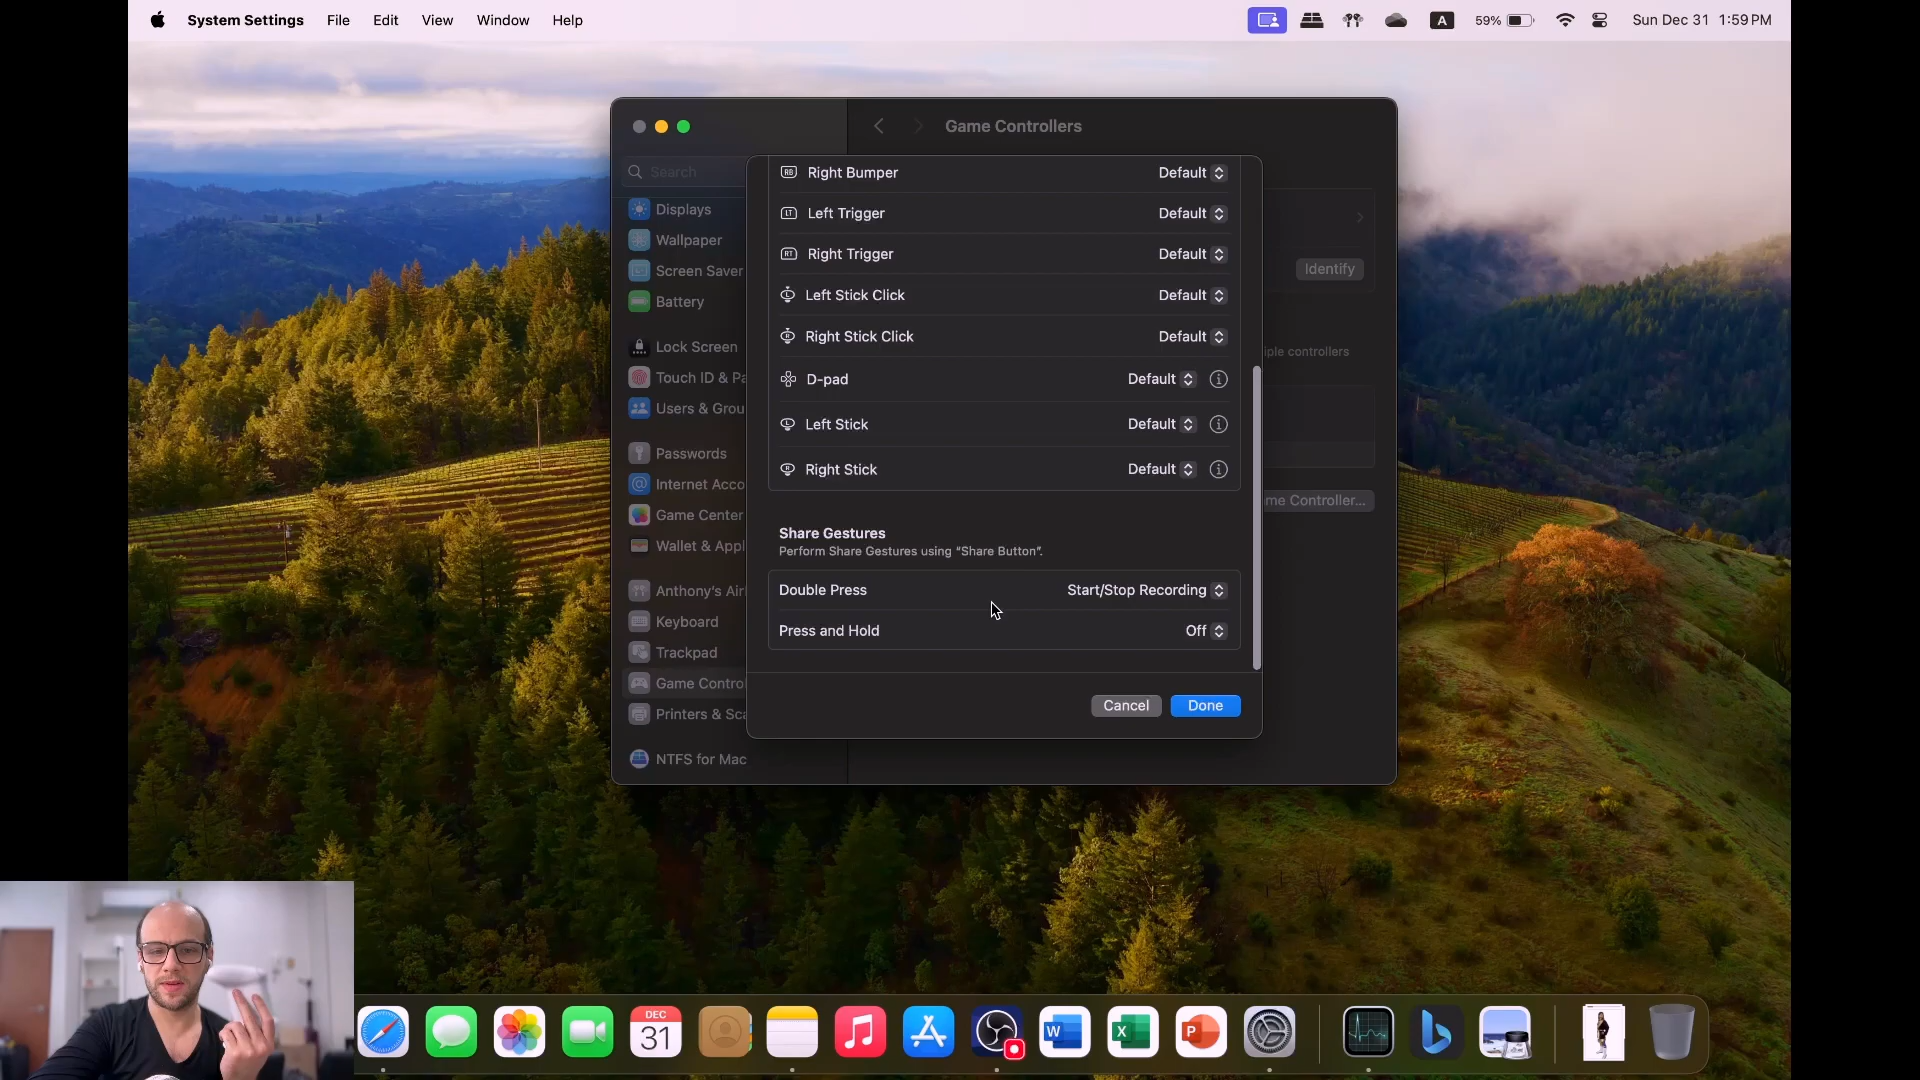 System Settings File Edit View Window Help
A 59% Sun Dec 31 1:59 PM
Game Controllers
Search
Displays
Wallpaper
Screen Saver
Battery
Lock Screen
Touch ID & Pa
Users & Grou
Passwords
Internet Acco
Game Center
Wallet & Appl
Anthony's Air
Keyboard
Trackpad
Game Control
Printers & Sca
NTFS for Mac
RB Right Bumper Default
LT Left Trigger Default
RT Right Trigger Default
Left Stick Click Default
Right Stick Click Default
D-pad Default
L Left Stick Default
R Right Stick Default
Share Gestures
Perform Share Gestures using “Share Button”.
Double Press Start/Stop Recording
Press and Hold Off
Cancel Done
Identify
iple controllers
me Controller...
DEC
31
W
X
P